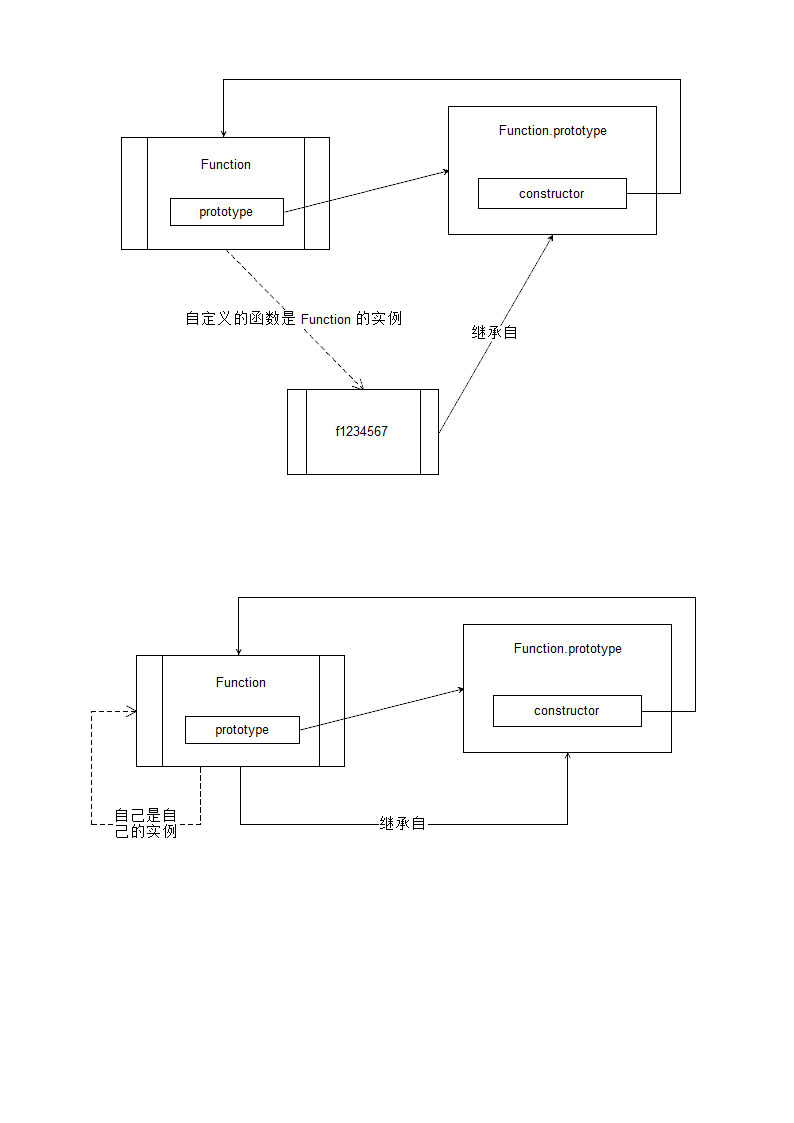 Function.prototype
Function
constructor
prototype
自定义的函数是 Function 的实例
继承自
f1234567
Function.prototype
Function
constructor
prototype
自己是自
己的实例
继承自